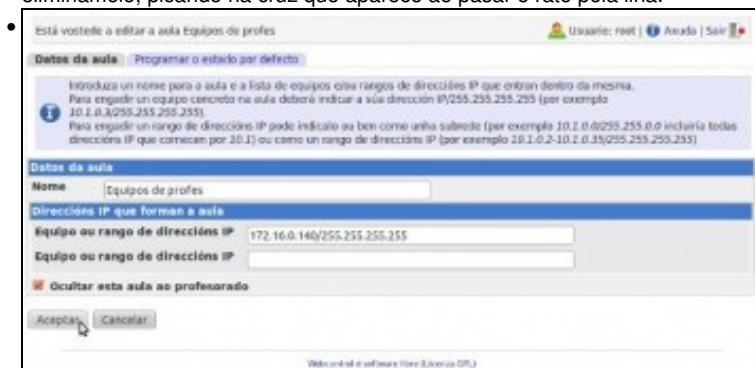 eliminamola, picando na cruz que aparece ao pasar o rato pela liña.
Está vostede a editar a aula Equipos de profes
Usuario: root | Axuda | Sair
Datos da aula Programar o estado por defecto
Introduza un nome para a aula e a lista de equipos e/ou rangos de direccións IP que entran dentro da mesma.
Para engadir un equipo concreto na aula deberá indicar a súa dirección IP/255.255.255.255 (por exemplo
10.1.0.3/255.255.255.255).
Para engadir un rango de direccións IP pode indicalo ou ben como unha subrede (por exemplo 10.1.0.0/255.255.0.0 incluiría todas
direccións IP que comecen por 10.1) ou como un rango de direccións IP (por exemplo 10.1.0.2-10.1.0.35/255.255.255.255)
Datos da aula
Nome Equipos de profes
Direccións IP que forman a aula
Equipo ou rango de direccións IP 172.16.0.140/255.255.255.255
Equipo ou rango de direccións IP
Ocultar esta aula ao profesorado
Aceptar Cancelar
Webcontrol é software libre (Licenza GPL)